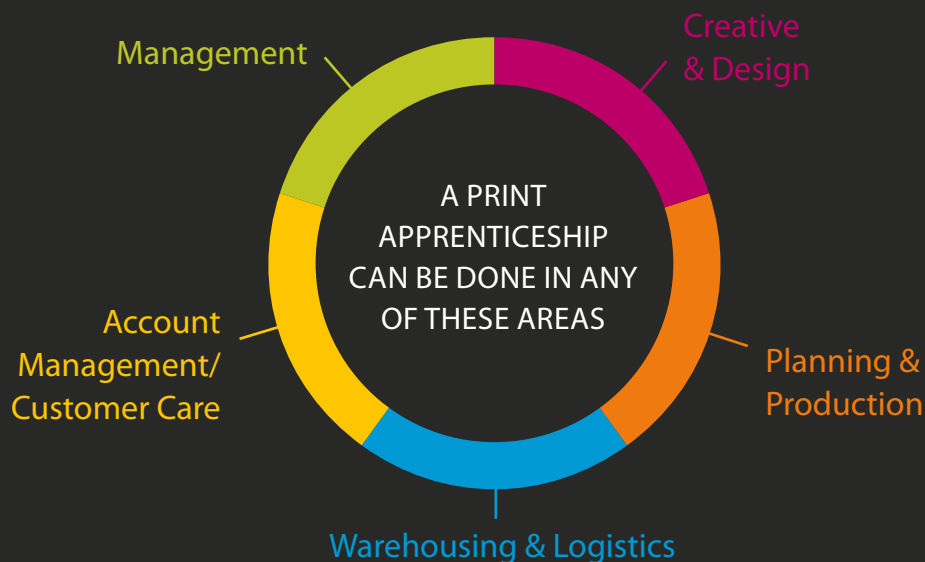 Management
Creative
& Design
A PRINT
APPRENTICESHIP
CAN BE DONE IN ANY
OF THESE AREAS
Account
Management/
Customer Care
Planning &
Production
Warehousing & Logistics